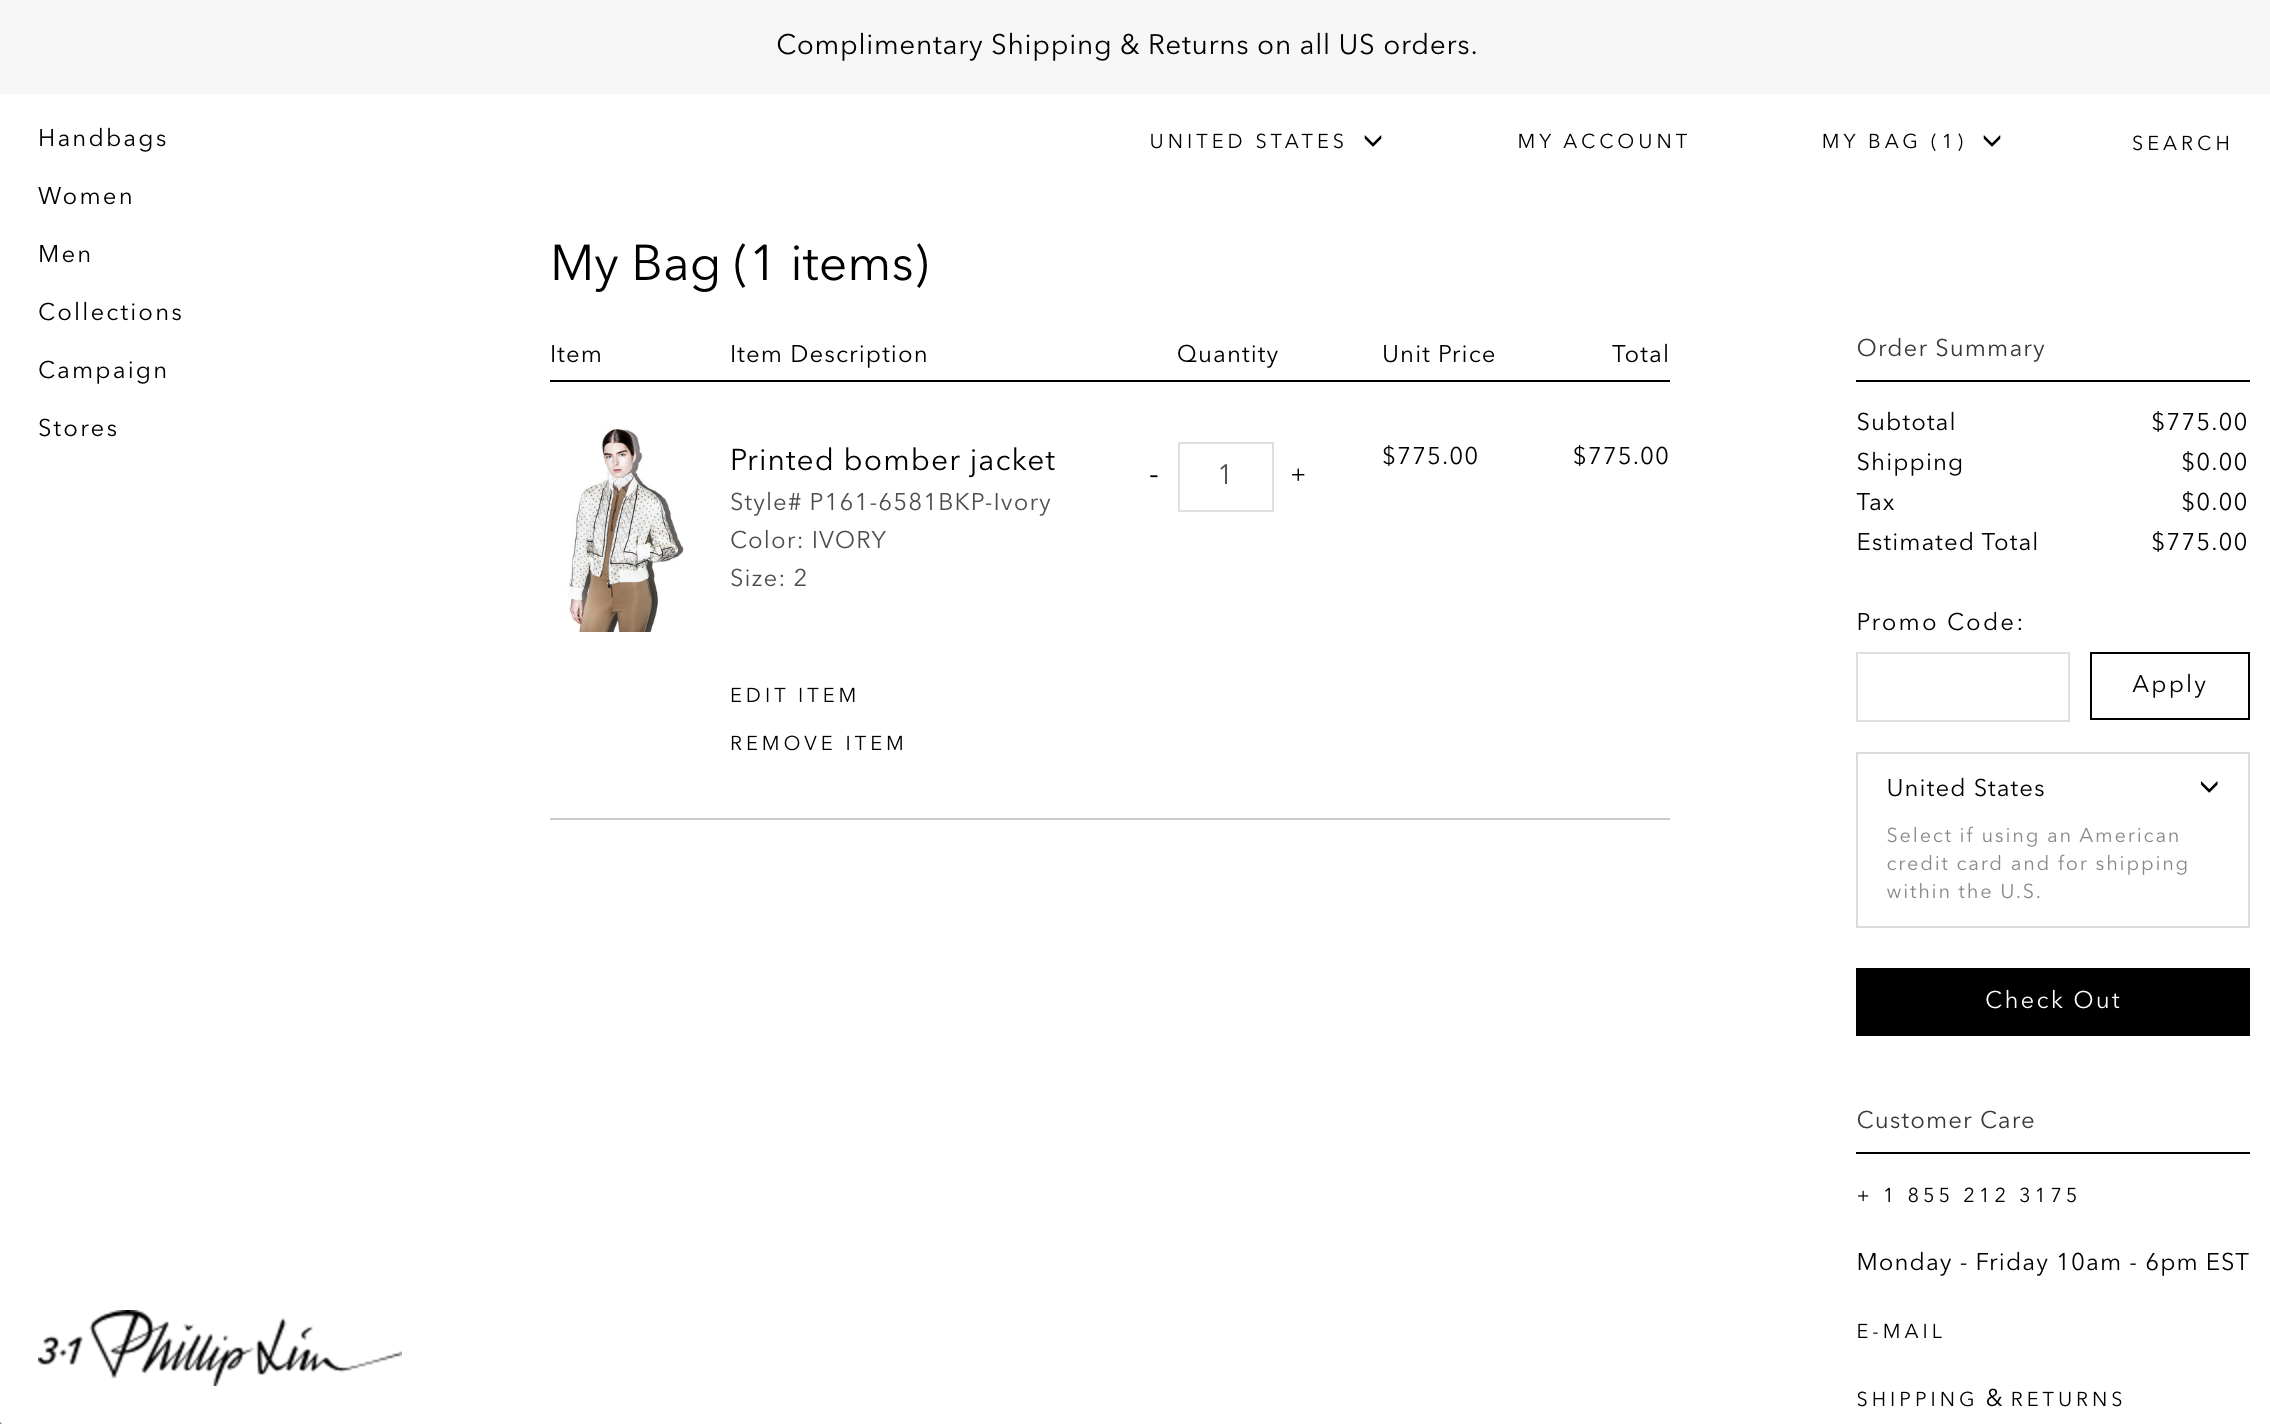 Complimentary Shipping & Returns on all US orders.
Handbags
Women
Men
Collections
Campaign
Stores
UNITED STATES
MY ACCOUNT
MY BAG (1)
SEARCH
My Bag (1 items)
Item Item Description Quantity Unit Price Total
Printed bomber jacket
Style# P161-6581BKP-Ivory
Color: IVORY
Size: 2
- 1 +
$775.00
$775.00
EDIT ITEM
REMOVE ITEM
Order Summary
Subtotal $775.00
Shipping $0.00
Tax $0.00
Estimated Total $775.00
Promo Code:
Apply
United States
Select if using an American
credit card and for shipping
within the U.S.
Check Out
Customer Care
+ 1 855 212 3175
Monday - Friday 10am - 6pm EST
E-MAIL
SHIPPING & RETURNS
3·1 Phillip Lim